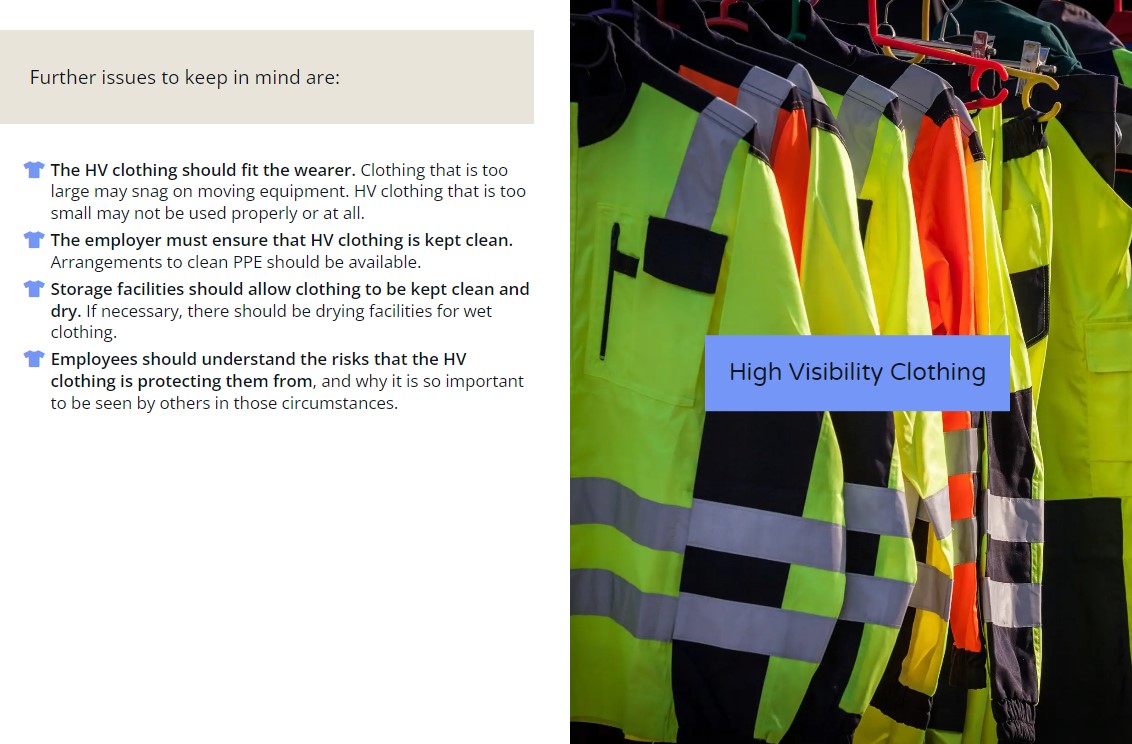 Further issues to keep in mind are:
The HV clothing should fit the wearer. Clothing that is too
large may snag on moving equipment. HV clothing that is too
small may not be used properly or at all.
The employer must ensure that HV clothing is kept clean.
Arrangements to clean PPE should be available.
Storage facilities should allow clothing to be kept clean and
dry. If necessary, there should be drying facilities for wet
clothing.
Employees should understand the risks that the HV
clothing is protecting them from, and why it is so important
to be seen by others in those circumstances.
High Visibility Clothing